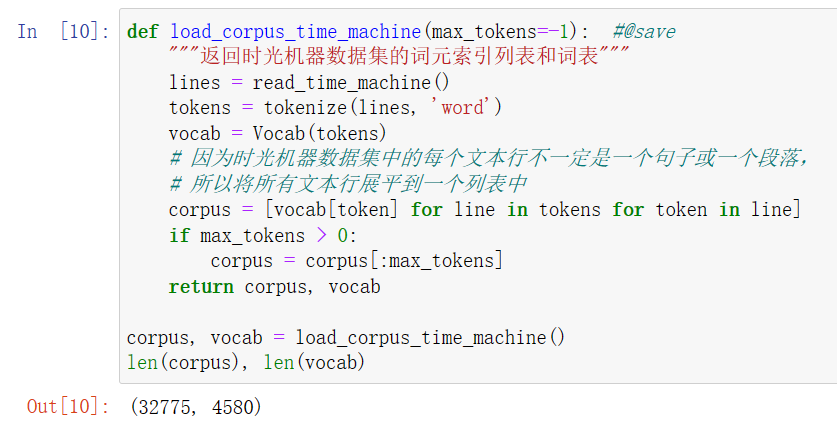 In [10]: def load_corpus_time_machine(max_tokens=-1):  #@save
    """返回时光机器数据集的词元索引列表和词表"""
    lines = read_time_machine()
    tokens = tokenize(lines, 'word')
    vocab = Vocab(tokens)
    # 因为时光机器数据集中的每个文本行不一定是一个句子或一个段落，
    # 所以将所有文本行展平到一个列表中
    corpus = [vocab[token] for line in tokens for token in line]
    if max_tokens > 0:
        corpus = corpus[:max_tokens]
    return corpus, vocab

corpus, vocab = load_corpus_time_machine()
len(corpus), len(vocab)
Out[10]: (32775, 4580)